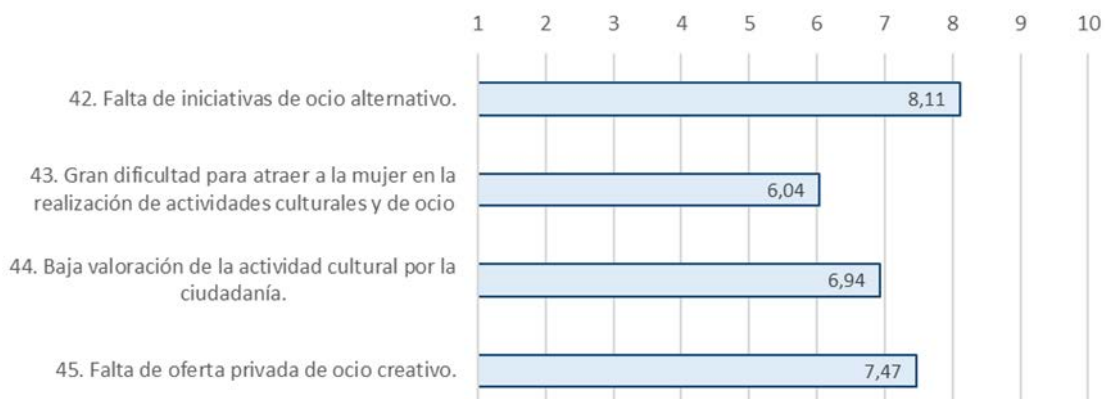 1 2 3 4 5 6 7 8 9 10
42. Falta de iniciativas de ocio alternativo.
8,11
43. Gran dificultad para atraer a la mujer en la
realización de actividades culturales y de ocio
6,04
44. Baja valoración de la actividad cultural por la
ciudadanía.
6,94
45. Falta de oferta privada de ocio creativo.
7,47